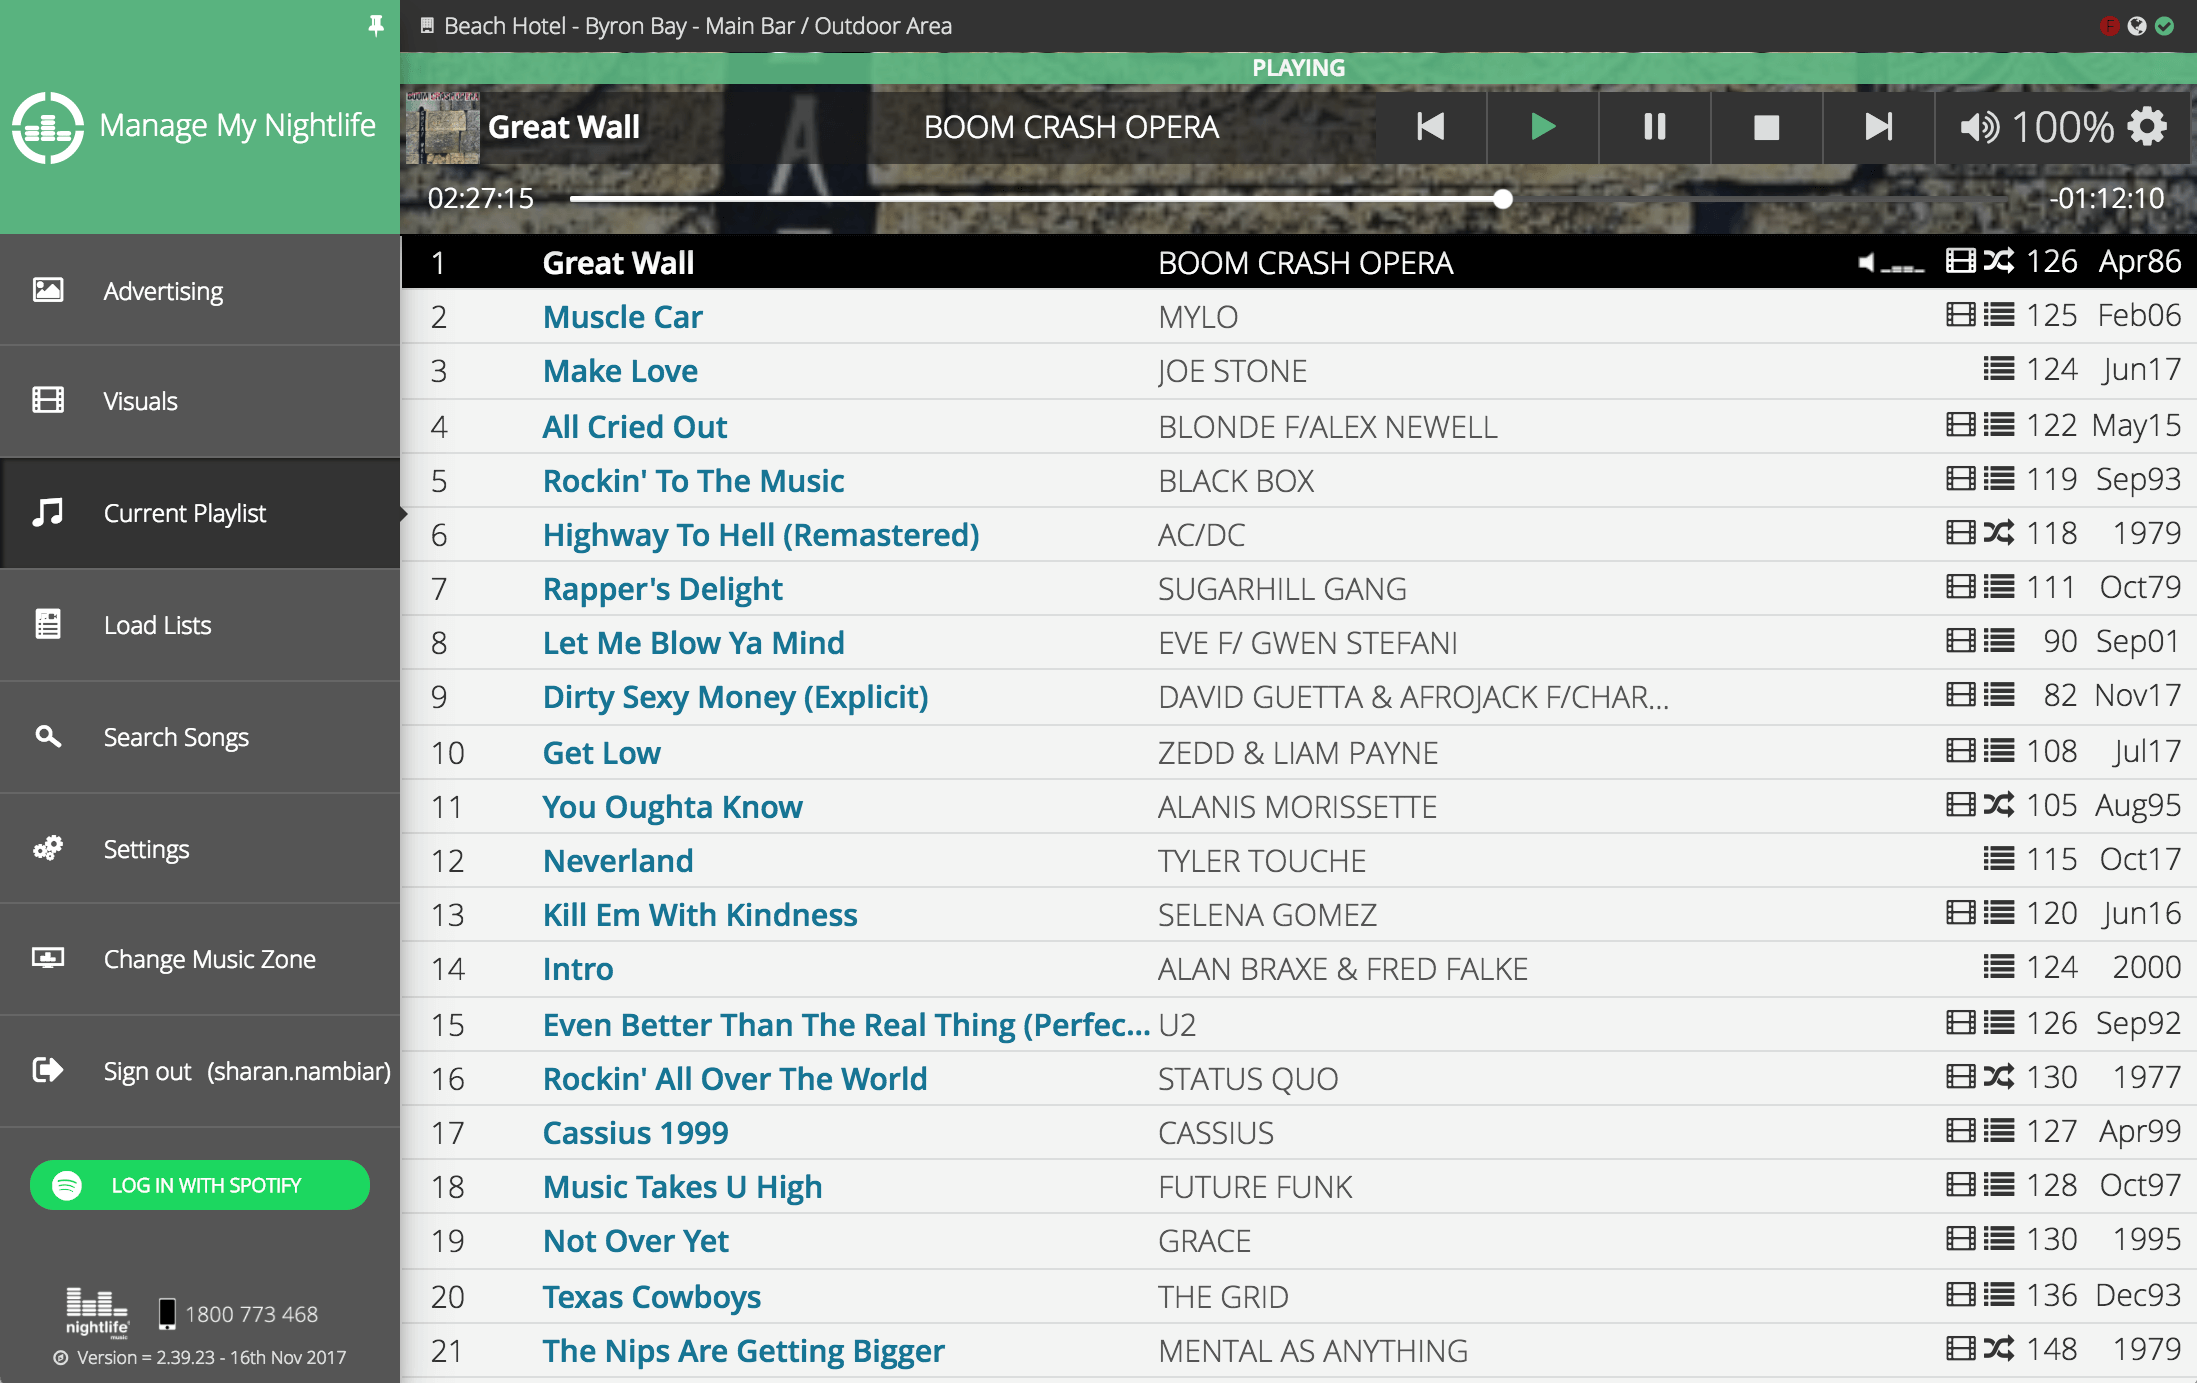 Beach Hotel - Byron Bay - Main Bar / Outdoor Area
F
PLAYING
Manage My Nightlife
BOOM CRASH OPERA
Great Wall BOOM CRASH OPERA 100%
02:27:15 -01:12:10
Advertising
Visuals
Current Playlist
Load Lists
Search Songs
Settings
Change Music Zone
Sign out (sharan.nambiar)
LOG IN WITH SPOTIFY
nightlife
music
1800 773 468
Version = 2.39.23 - 16th Nov 2017
1 Great Wall BOOM CRASH OPERA 126 Apr86
2 Muscle Car MYLO 125 Feb06
3 Make Love JOE STONE 124 Jun17
4 All Cried Out BLONDE F/ALEX NEWELL 122 May15
5 Rockin' To The Music BLACK BOX 119 Sep93
6 Highway To Hell (Remastered) AC/DC 118 1979
7 Rapper's Delight SUGARHILL GANG 111 Oct79
8 Let Me Blow Ya Mind EVE F/ GWEN STEFANI 90 Sep01
9 Dirty Sexy Money (Explicit) DAVID GUETTA & AFROJACK F/CHAR... 82 Nov17
10 Get Low ZEDD & LIAM PAYNE 108 Jul17
11 You Oughta Know ALANIS MORISSETTE 105 Aug95
12 Neverland TYLER TOUCHE 115 Oct17
13 Kill Em With Kindness SELENA GOMEZ 120 Jun16
14 Intro ALAN BRAXE & FRED FALKE 124 2000
15 Even Better Than The Real Thing (Perfec... U2 126 Sep92
16 Rockin' All Over The World STATUS QUO 130 1977
17 Cassius 1999 CASSIUS 127 Apr99
18 Music Takes U High FUTURE FUNK 128 Oct97
19 Not Over Yet GRACE 130 1995
20 Texas Cowboys THE GRID 136 Dec93
21 The Nips Are Getting Bigger MENTAL AS ANYTHING 148 1979